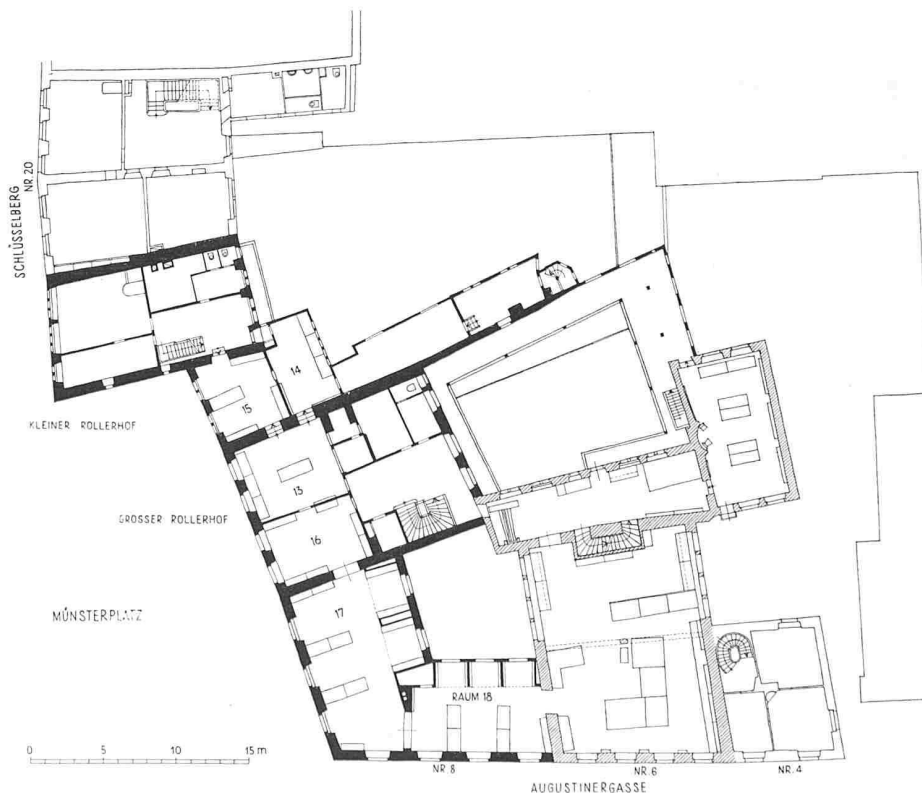 SCHLÜSSELBERG
NR. 20
14
15
KLEINER ROLLERHOF
13
GROSSER ROLLERHOF
16
17
MÜNSTERPLATZ
RAUM 18
0 5 10 15 m
NR. 8
NR. 6
NR. 4
AUGUSTINERGASSE